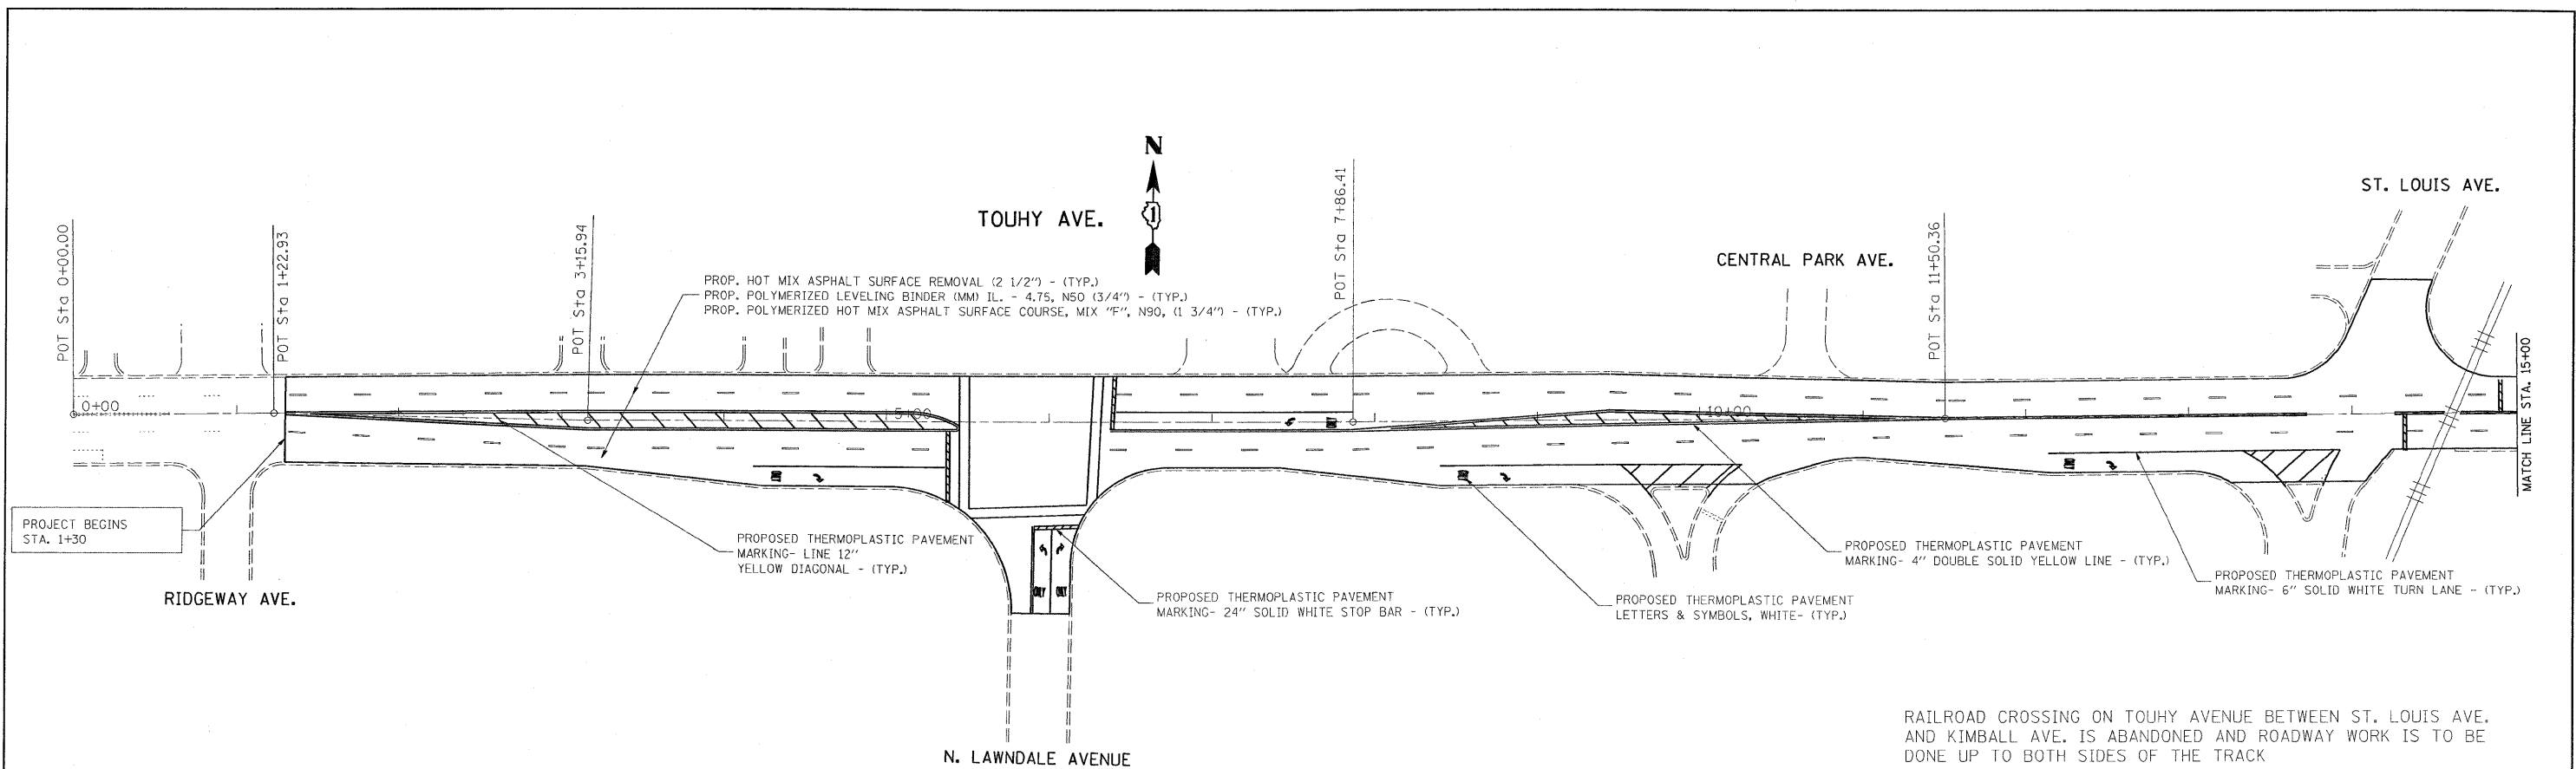 N
1
TOUHY AVE.
ST. LOUIS AVE.
CENTRAL PARK AVE.
POT Sta 0+00.00
POT Sta 1+22.93
POT Sta 3+15.94
POT Sta 7+86.41
POT Sta 11+50.36
PROP. HOT MIX ASPHALT SURFACE REMOVAL (2 1/2") - (TYP.)
PROP. POLYMERIZED LEVELING BINDER (MM) IL. - 4.75, N50 (3/4") - (TYP.)
PROP. POLYMERIZED HOT MIX ASPHALT SURFACE COURSE, MIX "F", N90, (1 3/4") - (TYP.)
0+00
5+00
10+00
MATCH LINE STA. 15+00
PROJECT BEGINS
STA. 1+30
RIDGEWAY AVE.
PROPOSED THERMOPLASTIC PAVEMENT
MARKING- LINE 12"
YELLOW DIAGONAL - (TYP.)
ONLY ONLY
PROPOSED THERMOPLASTIC PAVEMENT
MARKING- 24" SOLID WHITE STOP BAR - (TYP.)
PROPOSED THERMOPLASTIC PAVEMENT
LETTERS & SYMBOLS, WHITE- (TYP.)
PROPOSED THERMOPLASTIC PAVEMENT
MARKING- 4" DOUBLE SOLID YELLOW LINE - (TYP.)
PROPOSED THERMOPLASTIC PAVEMENT
MARKING- 6" SOLID WHITE TURN LANE - (TYP.)
N. LAWNDALE AVENUE
RAILROAD CROSSING ON TOUHY AVENUE BETWEEN ST. LOUIS AVE.
AND KIMBALL AVE. IS ABANDONED AND ROADWAY WORK IS TO BE
DONE UP TO BOTH SIDES OF THE TRACK